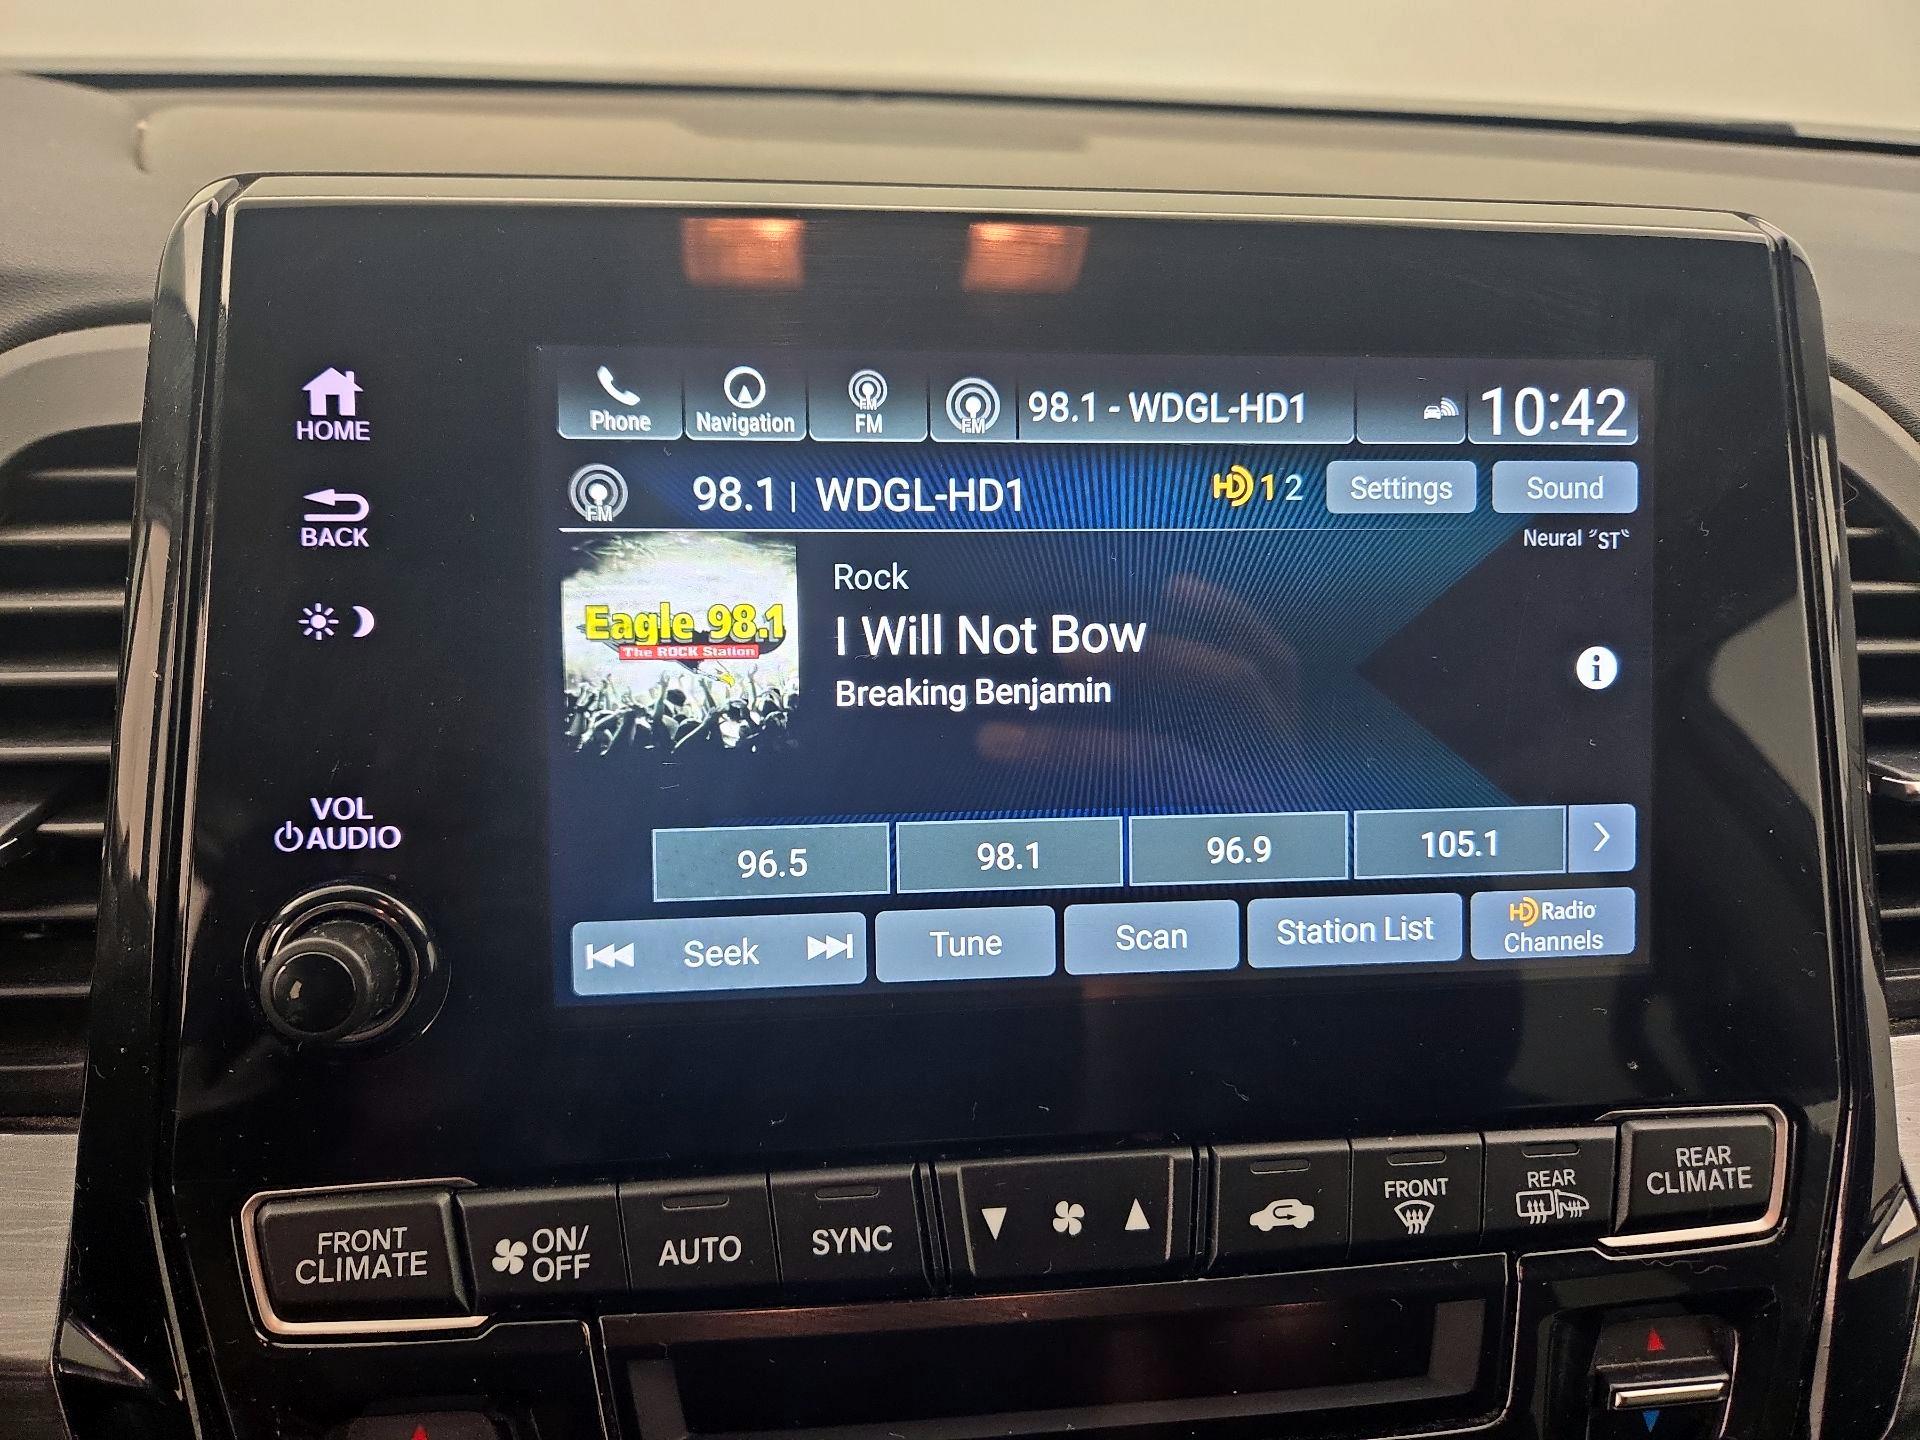 HOME
BACK
VOL
AUDIO
Phone
Navigation
FM
FM
FM
98.1 - WDGL-HD1
10:42
FM
98.1 | WDGL-HD1
HD 1 2
Settings
Sound
Neural "ST"
Eagle 98.1
The ROCK Station
Rock
I Will Not Bow
Breaking Benjamin
i
96.5
98.1
96.9
105.1
Seek
Tune
Scan
Station List
HD Radio
Channels
FRONT
CLIMATE
ON/
OFF
AUTO
SYNC
FRONT
REAR
REAR
CLIMATE